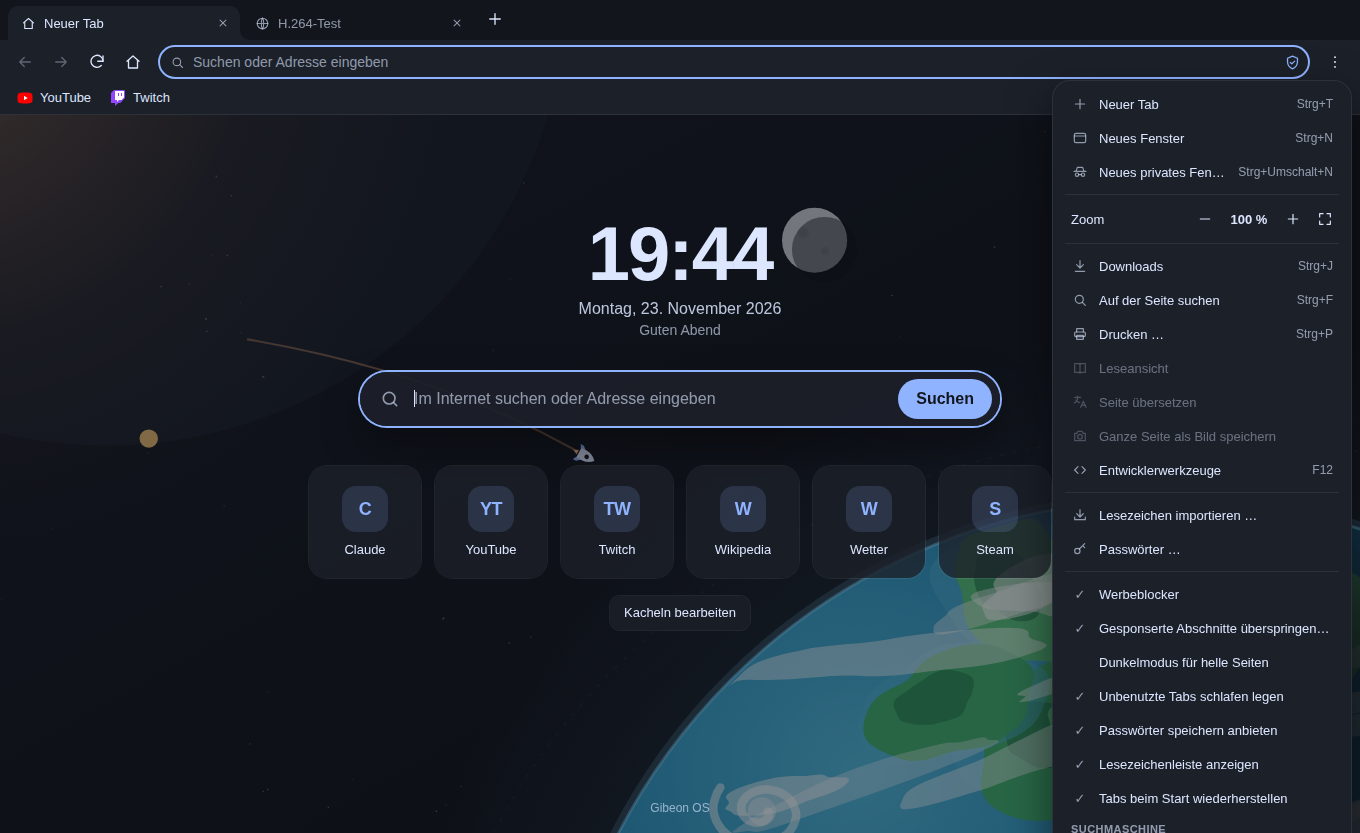 Neuer Tab
H.264-Test
Suchen oder Adresse eingeben
YouTube
Twitch
19:44
Montag, 23. November 2026
Guten Abend
Im Internet suchen oder Adresse eingeben
Suchen
C
YT
TW
W
W
S
Claude
YouTube
Twitch
Wikipedia
Wetter
Steam
Kacheln bearbeiten
Gibeon OS
Neuer Tab Strg+T
Neues Fenster Strg+N
Neues privates Fen… Strg+Umschalt+N
Zoom 100 %
Downloads Strg+J
Auf der Seite suchen Strg+F
Drucken … Strg+P
Leseansicht
Seite übersetzen
Ganze Seite als Bild speichern
Entwicklerwerkzeuge F12
Lesezeichen importieren …
Passwörter …
✓ Werbeblocker
✓ Gesponserte Abschnitte überspringen…
Dunkelmodus für helle Seiten
✓ Unbenutzte Tabs schlafen legen
✓ Passwörter speichern anbieten
✓ Lesezeichenleiste anzeigen
✓ Tabs beim Start wiederherstellen
SUCHMASCHINE